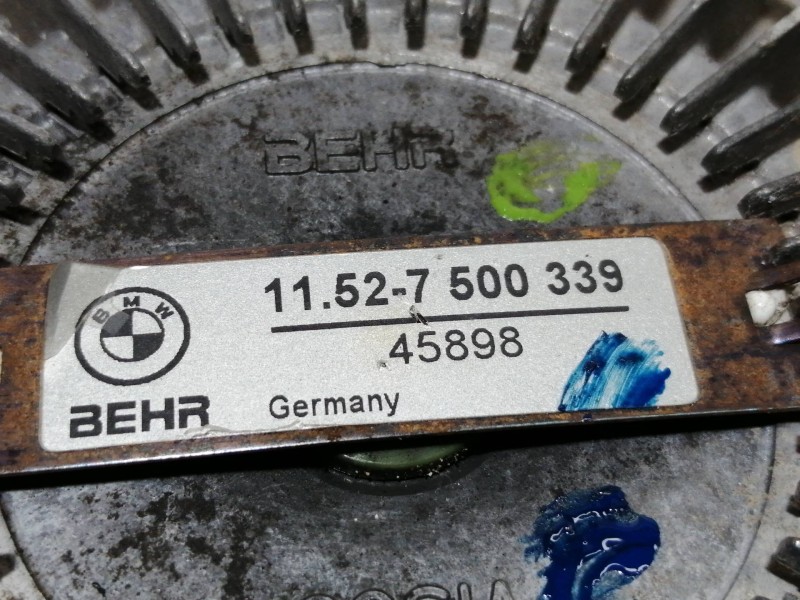 BEHR
11.52-7 500 339
BMW
45898
BEHR
Germany